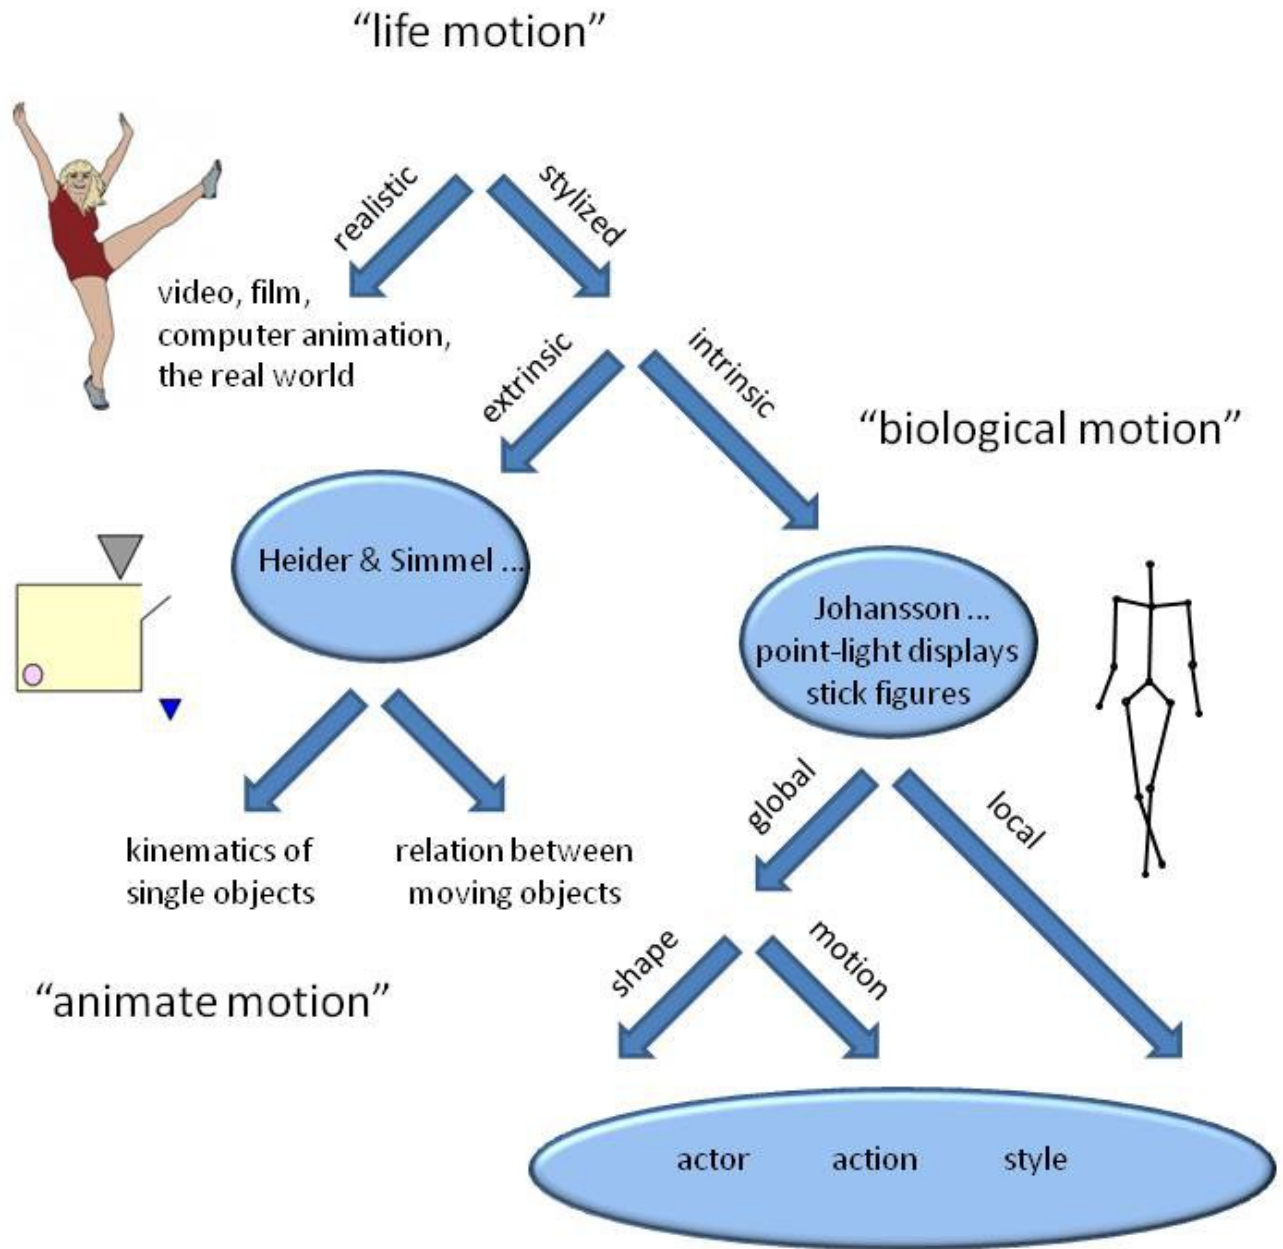 “life motion”
realistic
stylized
video, film,
computer animation,
the real world
extrinsic
intrinsic
“biological motion”
Heider & Simmel ...
Johansson ...
point-light displays
stick figures
global
local
kinematics of
single objects
relation between
moving objects
shape
motion
“animate motion”
actor action style